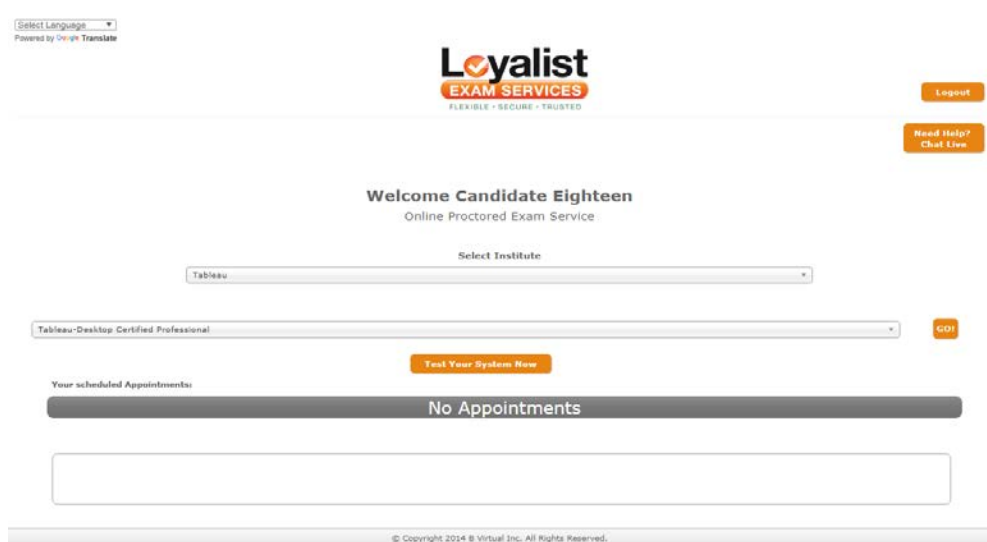 Select Language
Powered by Google Translate
Loyalist
EXAM SERVICES
FLEXIBLE • SECURE • TRUSTED
Logout
Need Help?
Chat Live
Welcome Candidate Eighteen
Online Proctored Exam Service
Select Institute
Tableau
Tableau-Desktop Certified Professional
GO!
Test Your System Now
Your scheduled Appointments:
No Appointments
© Copyright 2014 B Virtual Inc. All Rights Reserved.